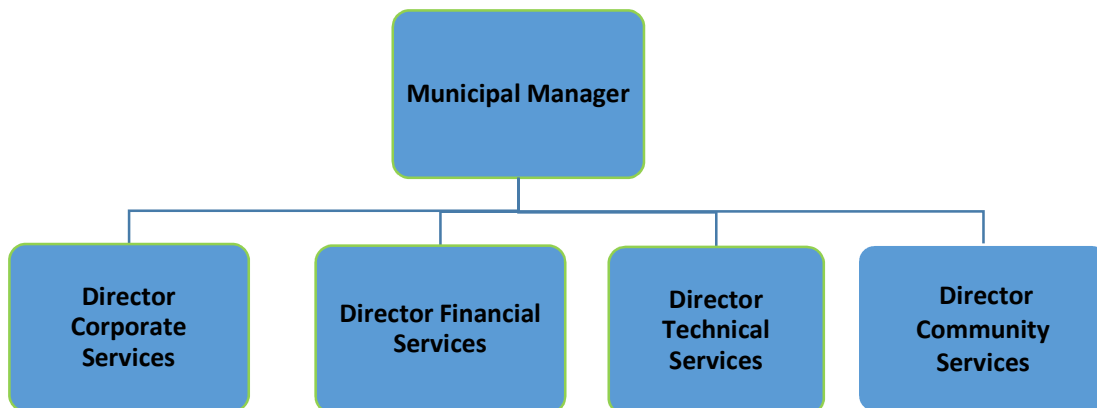 Municipal Manager
Director
Corporate
Services
Director Financial
Services
Director
Technical
Services
Director
Community
Services